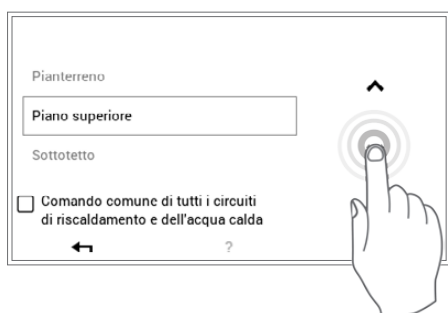 Pianterreno
Piano superiore
Sottotetto
Comando comune di tutti i circuiti
di riscaldamento e dell'acqua calda
?